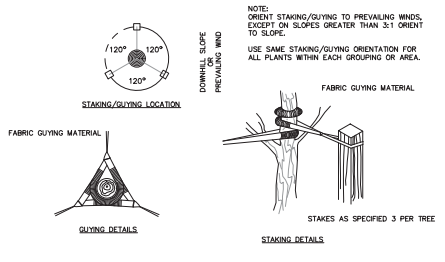 NOTE:
ORIENT STAKING/GUYING TO PREVAILING WINDS,
EXCEPT ON SLOPES GREATER THAN 3:1 ORIENT
TO SLOPE.
USE SAME STAKING/GUYING ORIENTATION FOR
ALL PLANTS WITHIN EACH GROUPING OR AREA.
120°
120°
120°
STAKING/GUYING LOCATION
DOWNHILL SLOPE
OR
PREVAILING WIND
FABRIC GUYING MATERIAL
GUYING DETAILS
FABRIC GUYING MATERIAL
STAKES AS SPECIFIED 3 PER TREE
STAKING DETAILS